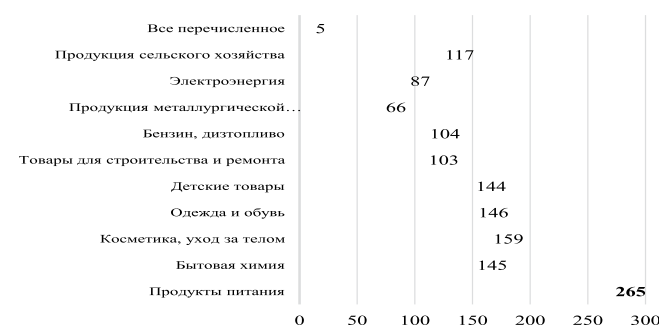 Все перечисленное 5
Продукция сельского хозяйства 117
Электроэнергия 87
Продукция металлургической… 66
Бензин, дизтопливо 104
Товары для строительства и ремонта 103
Детские товары 144
Одежда и обувь 146
Косметика, уход за телом 159
Бытовая химия 145
Продукты питания 265
0 50 100 150 200 250 300